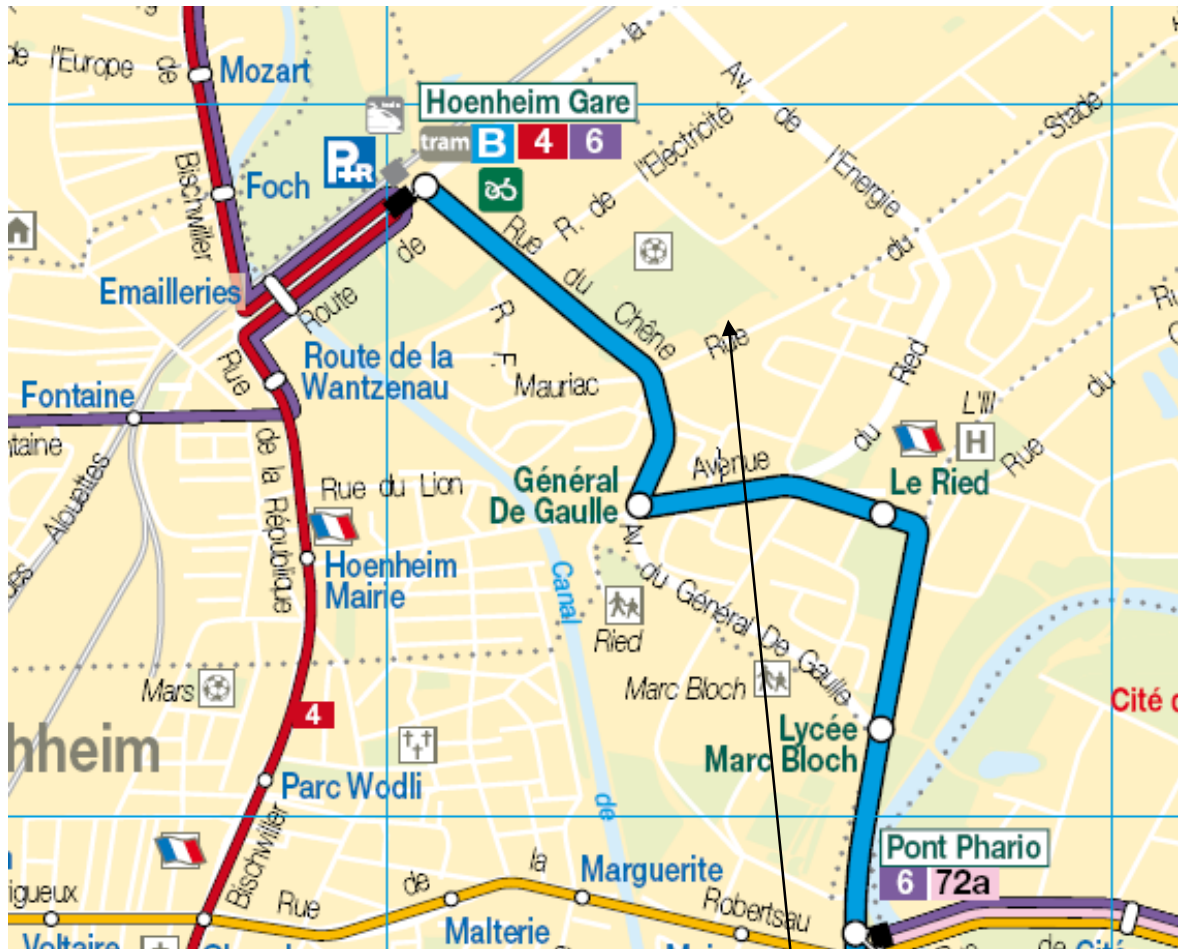 de l'Europe
de
Mozart
la
Av.
de
l'Energie
du
Stade
Hoenheim Gare
tram B 4 6
P+R
R. de l'Electricité
Bischwiller
Foch
Rue
du
Chêne
de
Route
Emailleries
Rue
Route de la
Wantzenau
R.
F.
Mauriac
Rue
Ried
du
Fontaine
Alouettes
de la République
Rue du Lion
Hoenheim
Mairie
Général
De Gaulle
Avenue
L'Ill
H
Rue
du
Le Ried
Canal
de
Av.
du Général De Gaulle
Ried
Marc Bloch
Mars
4
Lycée
Marc Bloch
Cité
hheim
Parc Wodli
Bischwiller
Pont Phario
6 72a
Rue
de
la
Marguerite
Robertsau
Malterie
Voltaire
de
Cité